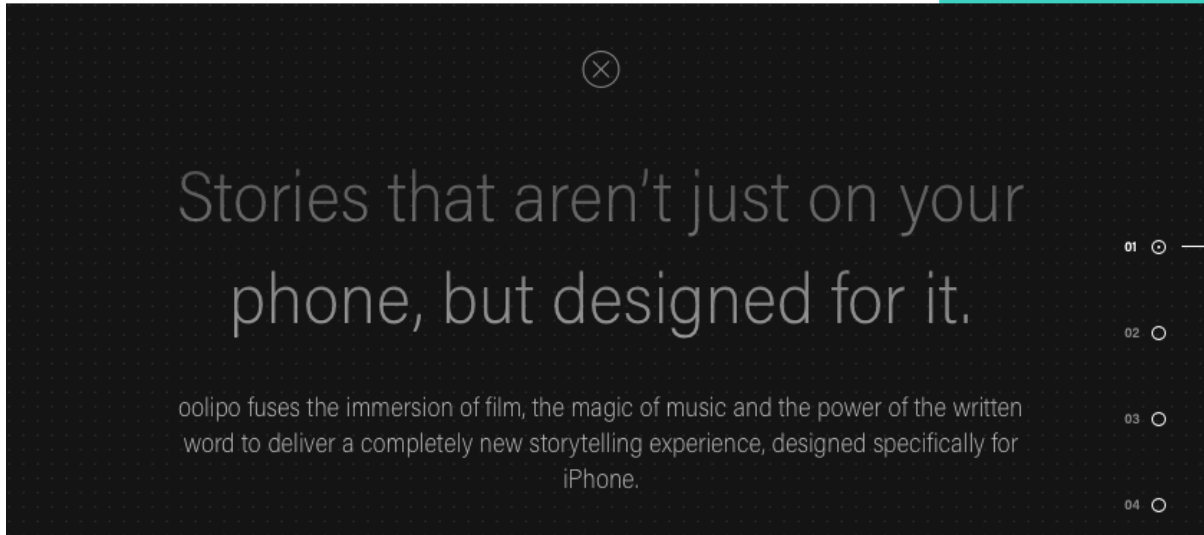 Stories that aren’t just on your
phone, but designed for it.
oolipo fuses the immersion of film, the magic of music and the power of the written
word to deliver a completely new storytelling experience, designed specifically for
iPhone.
01
02
03
04